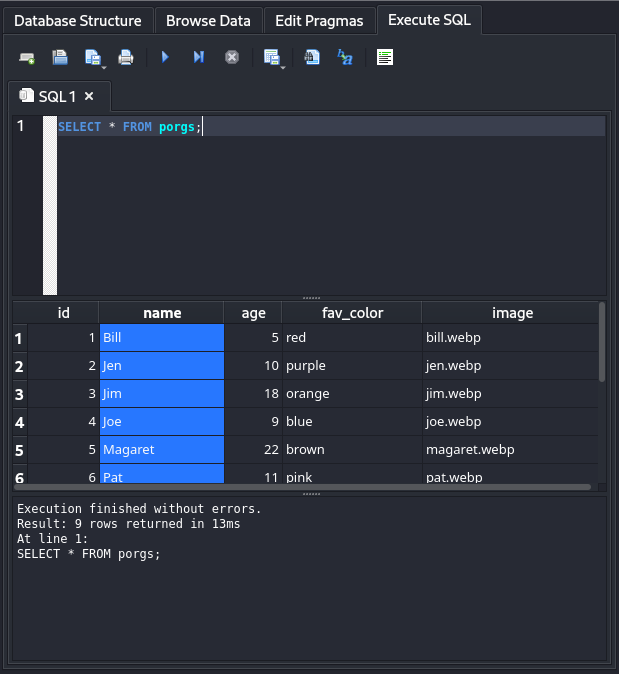 Database Structure Browse Data Edit Pragmas Execute SQL
SQL 1
1 SELECT * FROM porgs;
id name age fav_color image
1 1 Bill 5 red bill.webp
2 2 Jen 10 purple jen.webp
3 3 Jim 18 orange jim.webp
4 4 Joe 9 blue joe.webp
5 5 Magaret 22 brown magaret.webp
6 6 Pat 11 pink pat.webp
Execution finished without errors.
Result: 9 rows returned in 13ms
At line 1:
SELECT * FROM porgs;